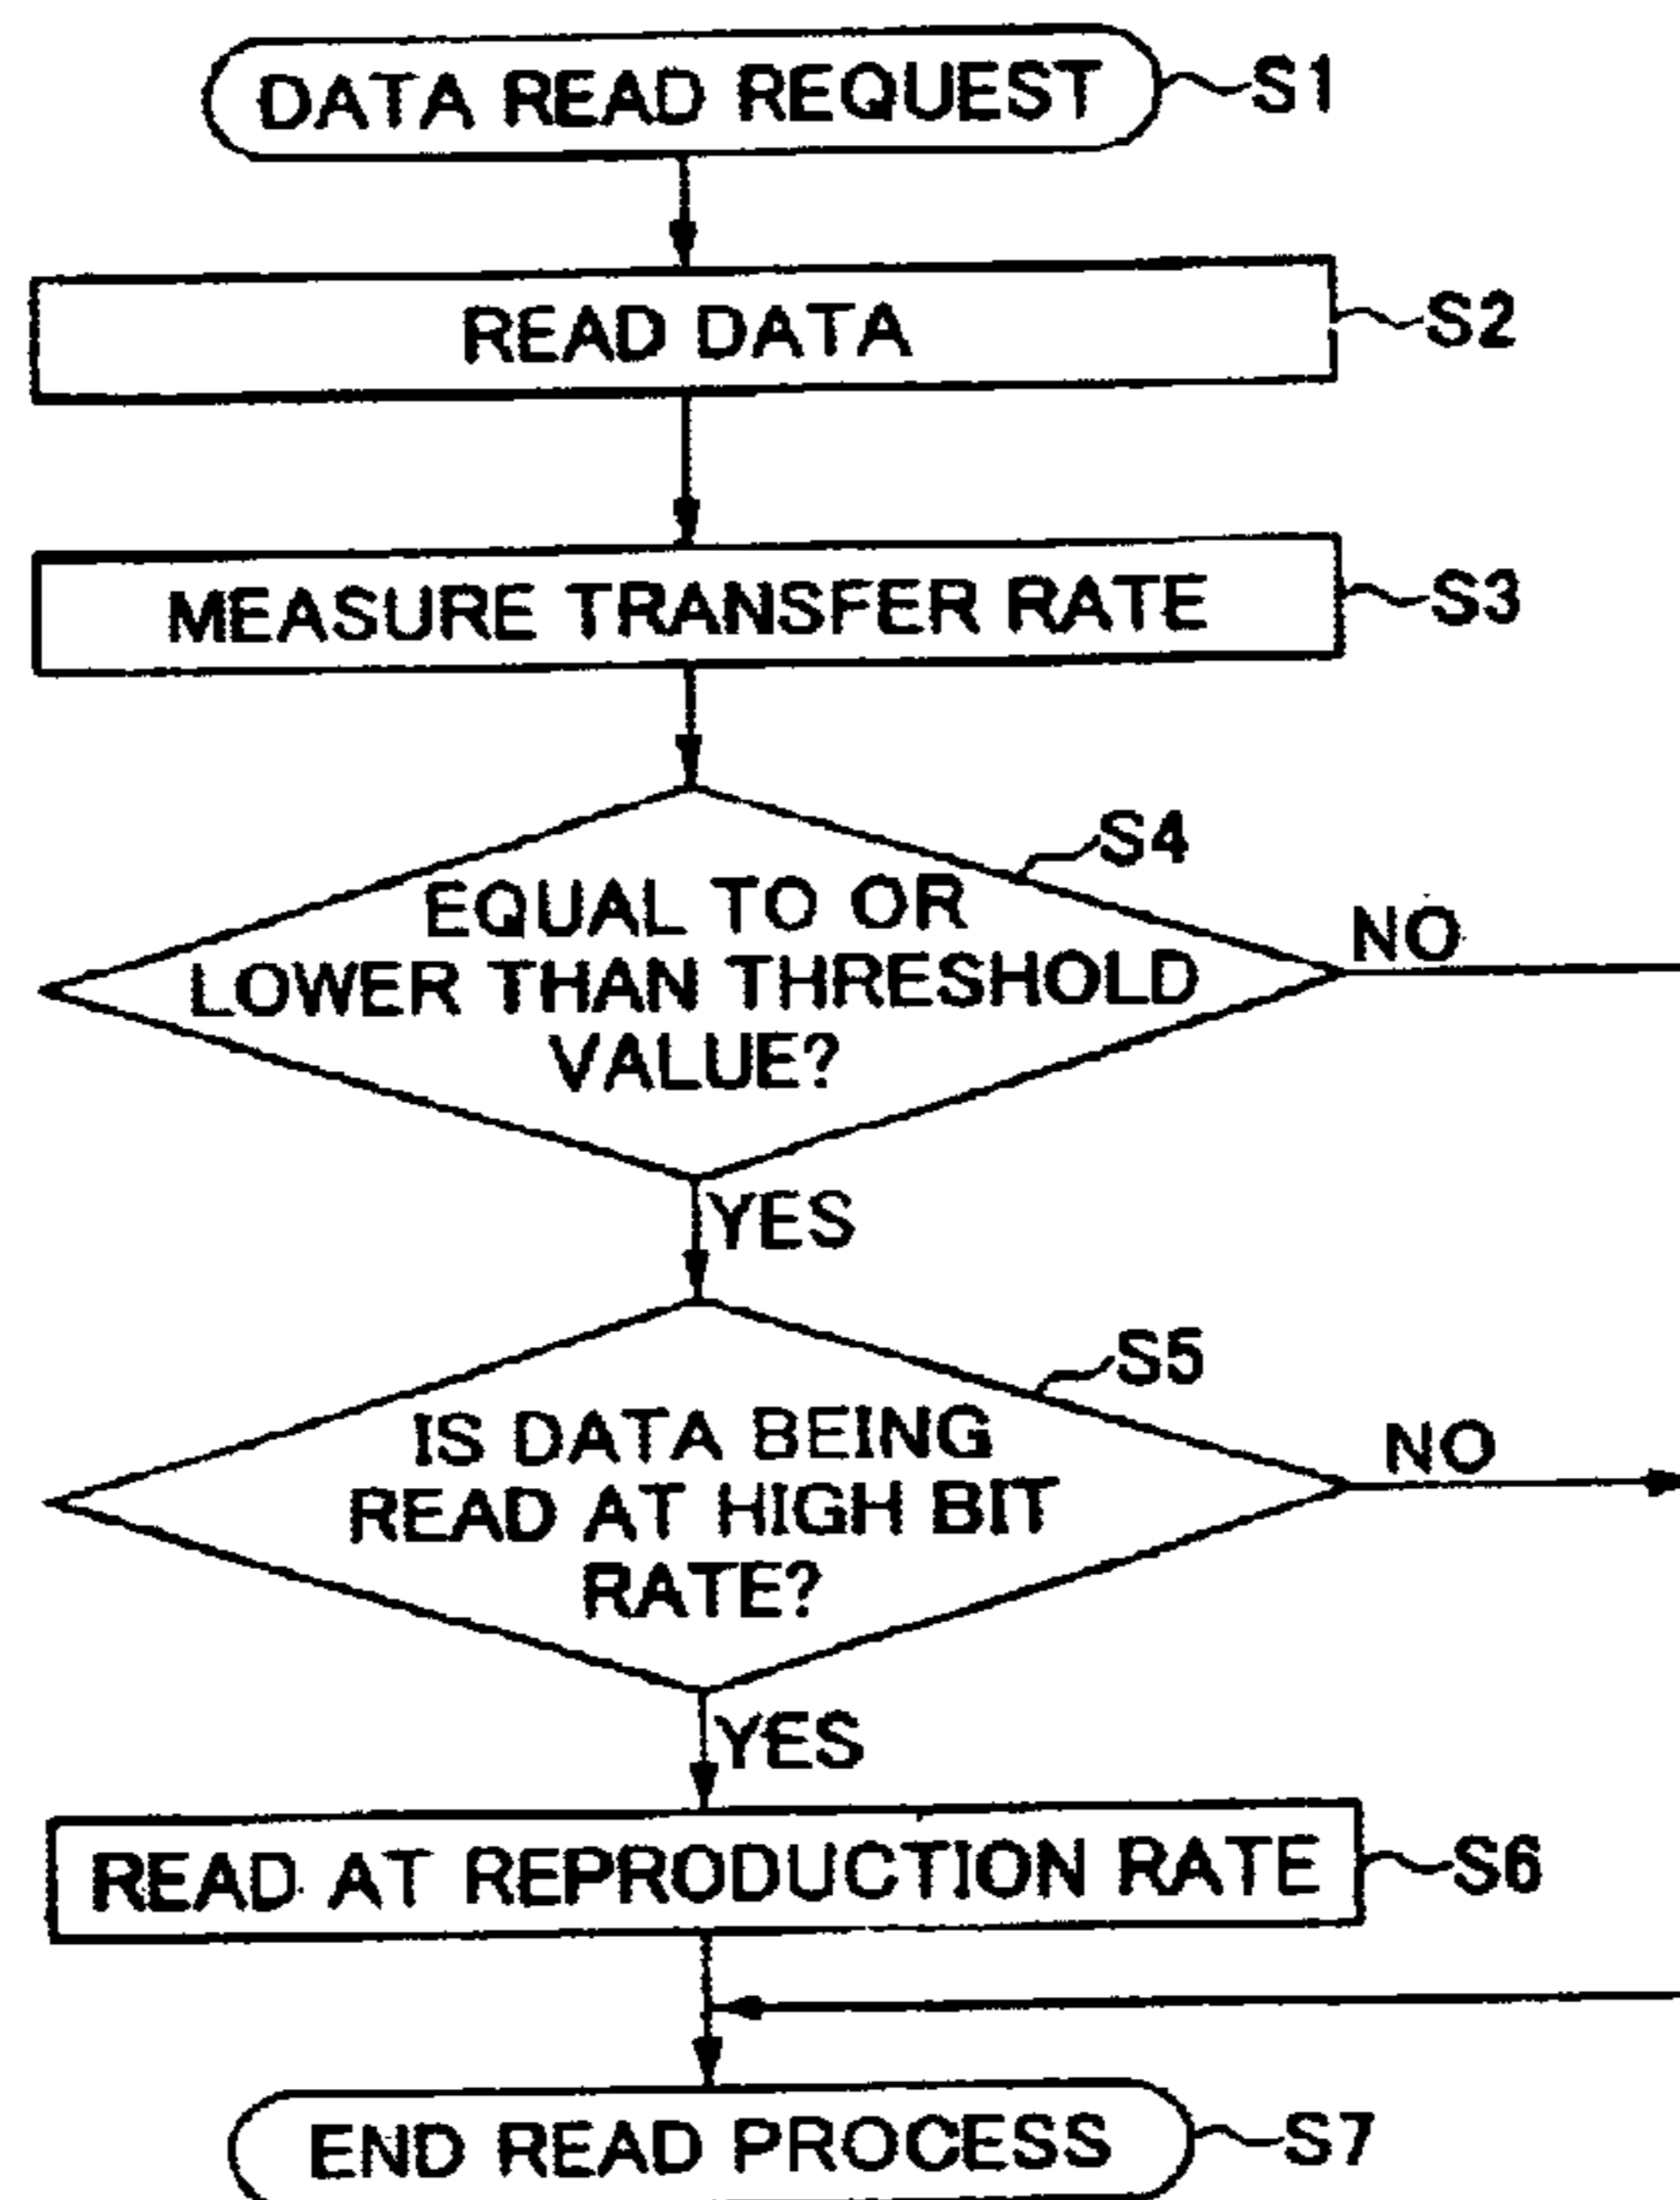 DATA READ REQUEST
S1
READ DATA
S2
MEASURE TRANSFER RATE
S3
S4
EQUAL TO OR
LOWER THAN THRESHOLD
VALUE?
NO
YES
S5
IS DATA BEING
READ AT HIGH BIT
RATE?
NO
YES
READ AT REPRODUCTION RATE
S6
END READ PROCESS
S7